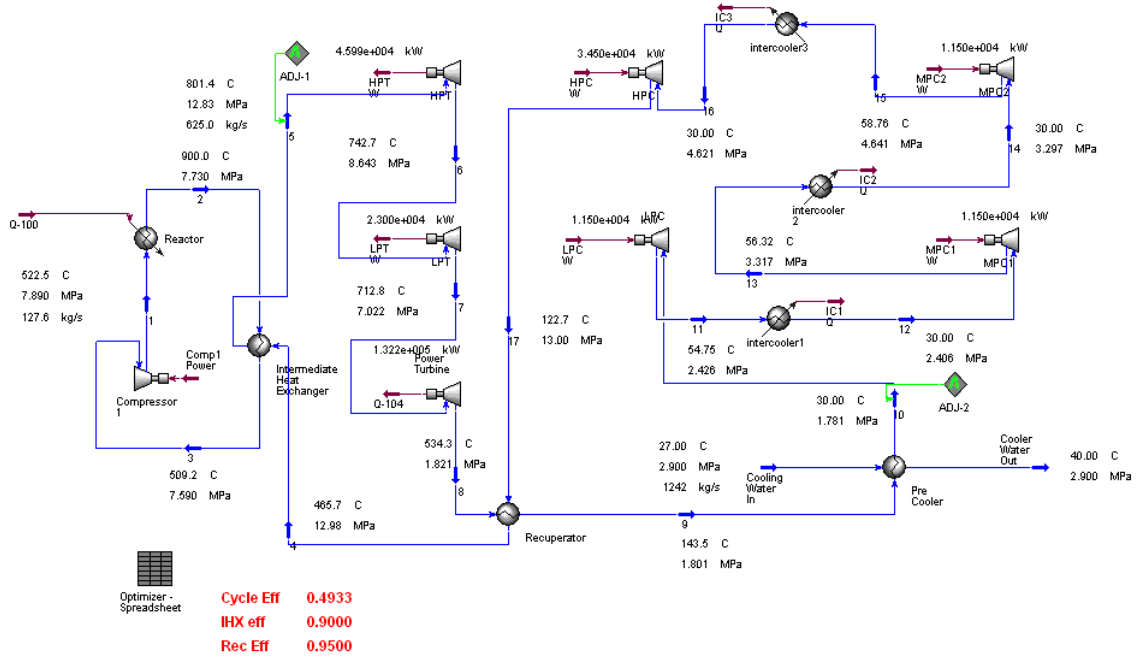 IC3
Q
intercooler3
4.599e+004 kW
3.450e+004 kW
1.150e+004 kW
ADJ-1
HPT
W
HPT
HPC
W
HPC
MPC2
W
MPC2
801.4 C
12.83 MPa
625.0 kg/s
5
15
16
30.00 C
4.621 MPa
58.76 C
4.641 MPa
30.00 C
3.297 MPa
14
742.7 C
8.643 MPa
6
900.0 C
7.730 MPa
2
IC2
Q
intercooler
2
Q-100
Reactor
2.300e+004 kW
LPT
W
LPT
1.150e+004 kW
LPC
LPC
W
1.150e+004 kW
MPC1
W
MPC1
56.32 C
3.317 MPa
13
522.5 C
7.890 MPa
127.6 kg/s
1
712.8 C
7.022 MPa
7
IC1
Q
11
intercooler1
12
122.7 C
13.00 MPa
17
54.75 C
2.426 MPa
30.00 C
2.406 MPa
Comp1
Power
Compressor
1
Intermediate
Heat
Exchanger
1.322e+005 kW
Power
Turbine
Q-104
30.00 C
1.781 MPa
10
ADJ-2
3
509.2 C
7.590 MPa
534.3 C
1.821 MPa
8
27.00 C
2.900 MPa
1242 kg/s
Cooling
Water
In
Cooler
Water
Out
40.00 C
2.900 MPa
Pre
Cooler
465.7 C
12.98 MPa
4
Recuperator
9
143.5 C
1.801 MPa
Optimizer -
Spreadsheet
Cycle Eff 0.4933
IHX eff 0.9000
Rec Eff 0.9500